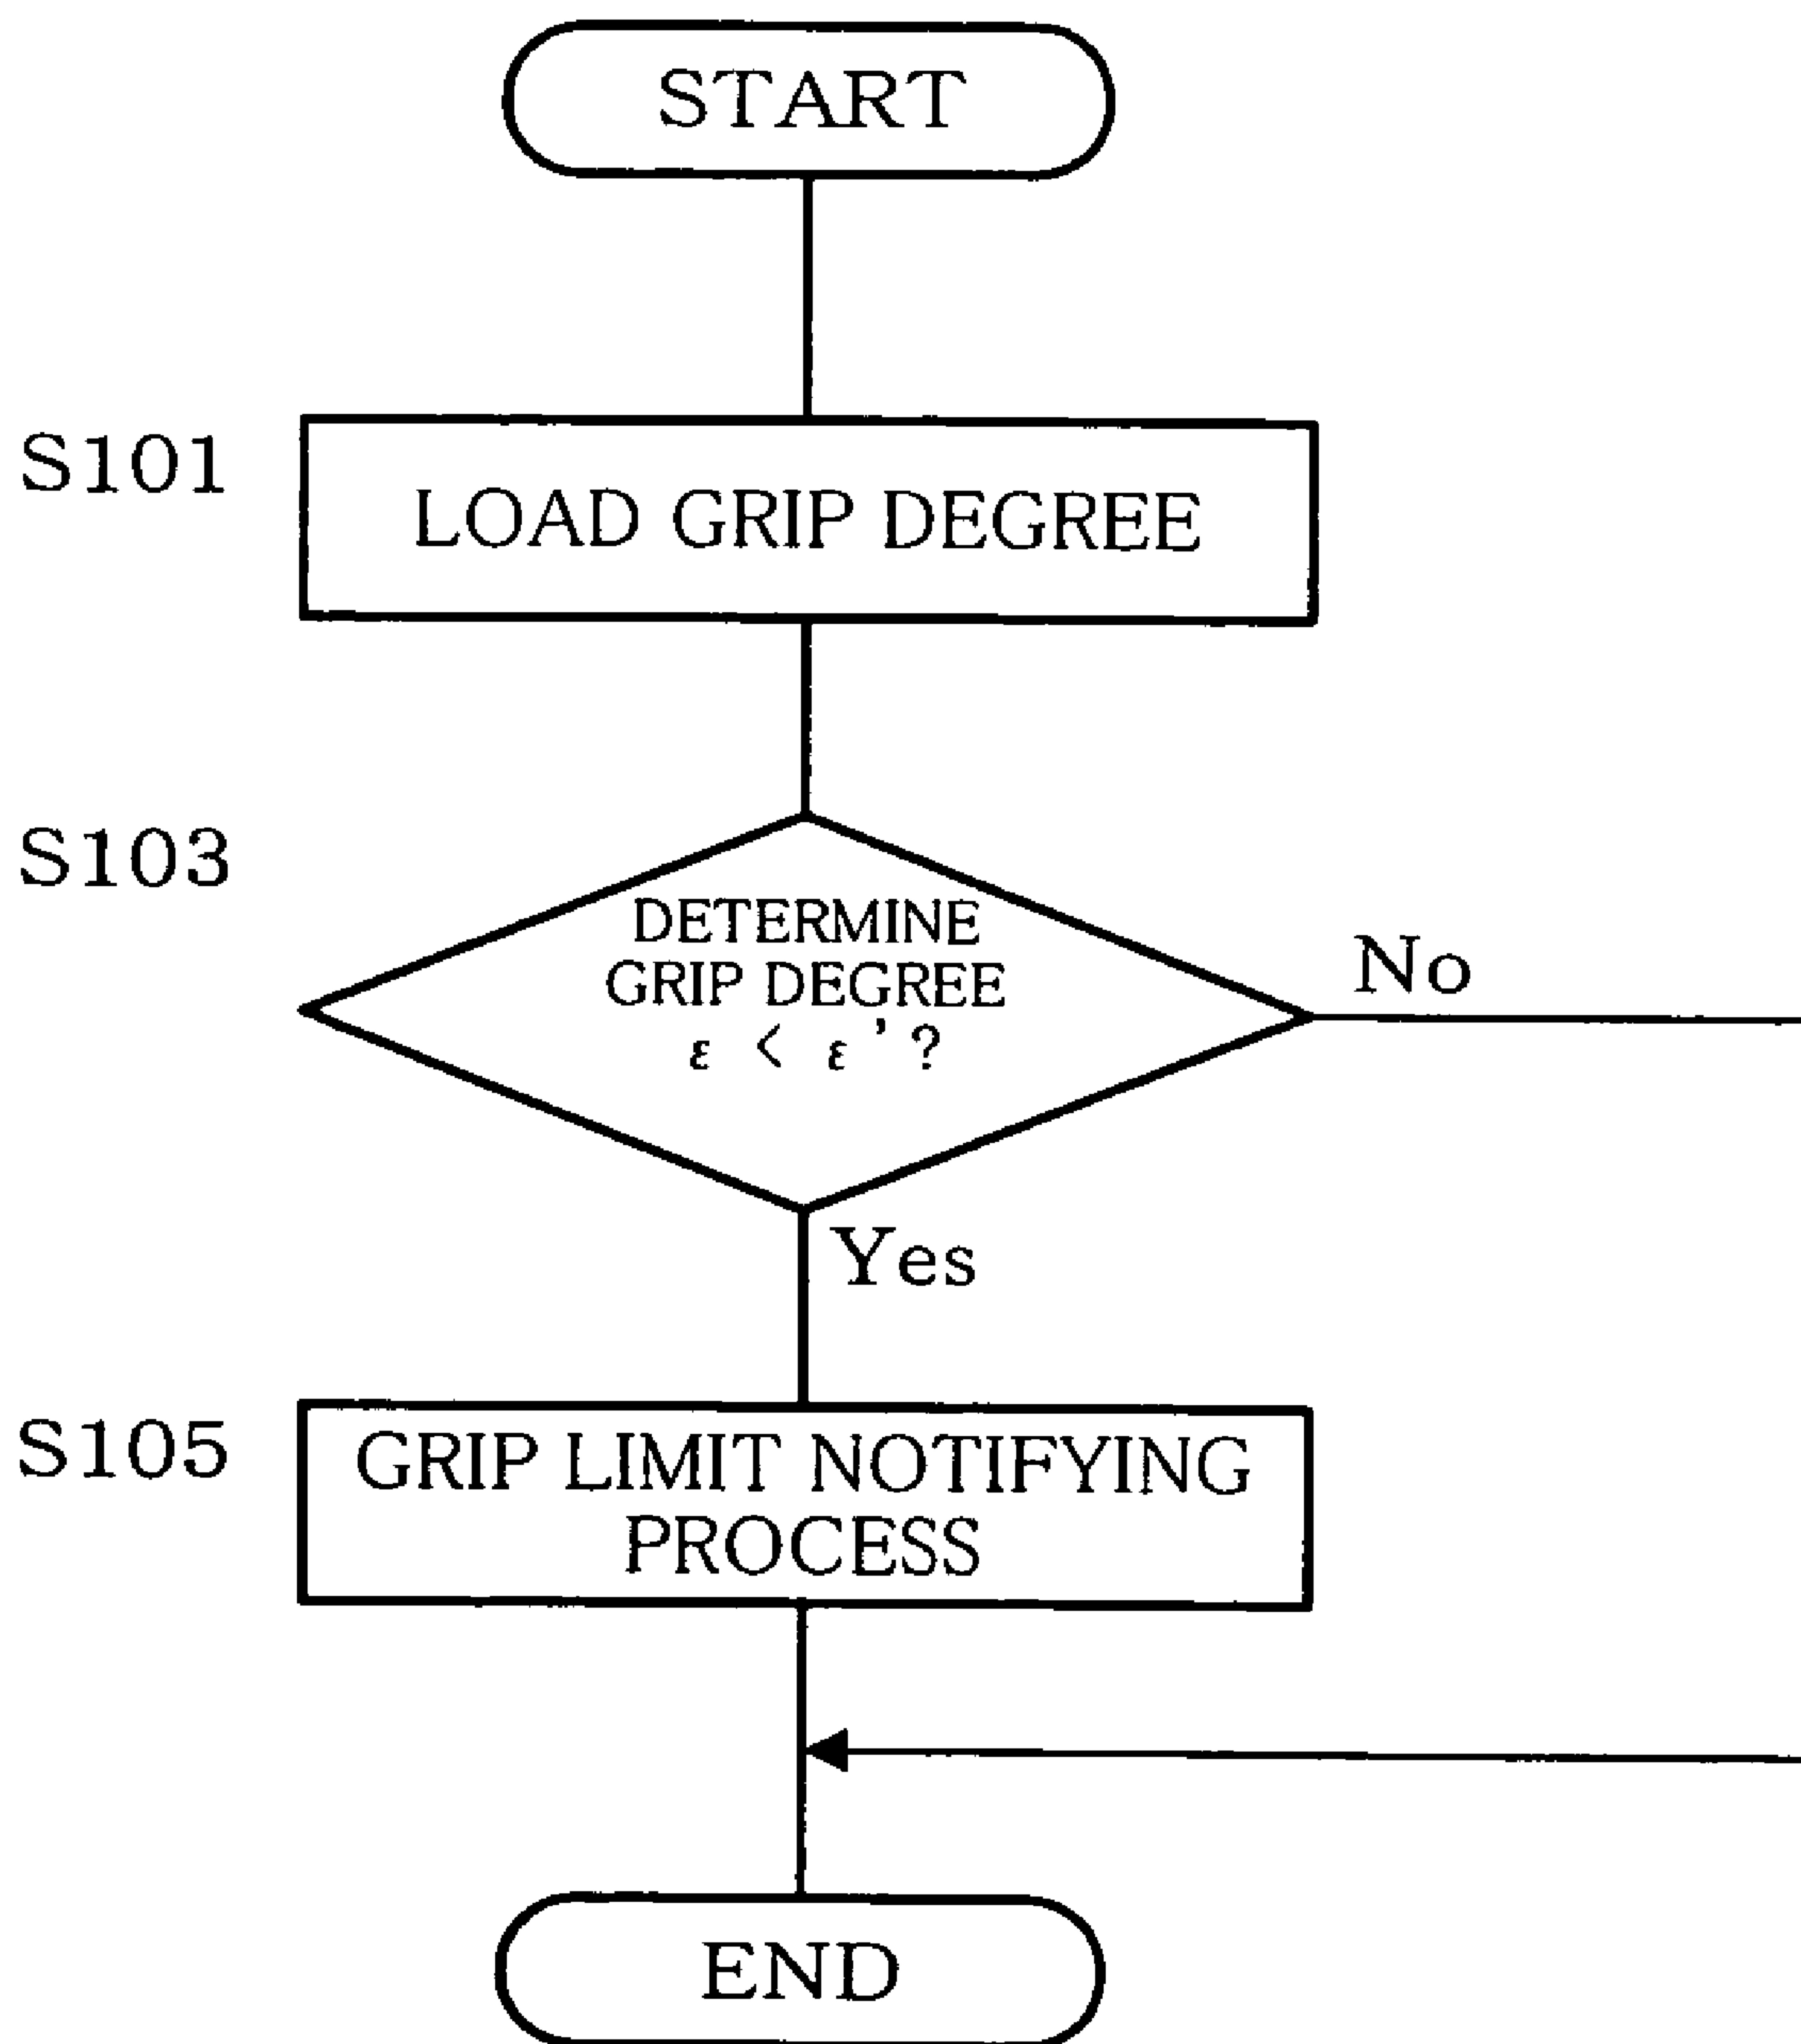 START
S101
LOAD GRIP DEGREE
S103
DETERMINE
GRIP DEGREE
ε < ε'?
No
Yes
S105
GRIP LIMIT NOTIFYING
PROCESS
END